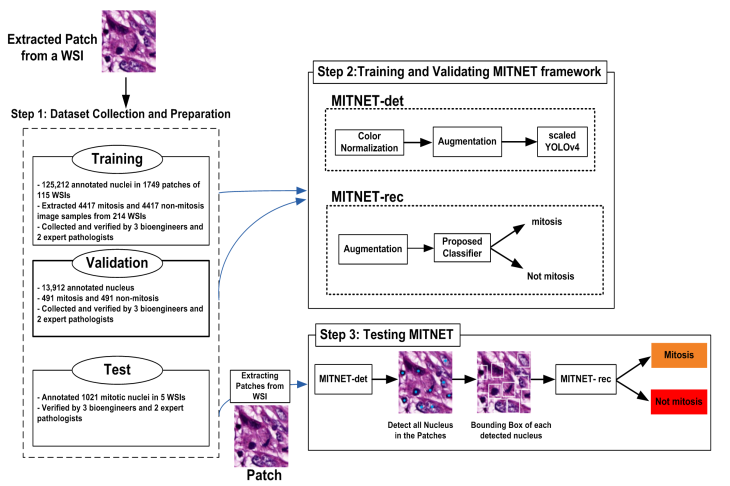 Extracted Patch
from a WSI
Step 1: Dataset Collection and Preparation
Training
- 125,212 annotated nuclei in 1749 patches of
115 WSIs
- Extracted 4417 mitosis and 4417 non-mitosis
image samples from 214 WSIs
- Collected and verified by 3 bioengineers and
2 expert pathologists
Validation
- 13,912 annotated nucleus
- 491 mitosis and 491 non-mitosis
- Collected and verified by 3 bioengineers and
2 expert pathologists
Test
- Annotated 1021 mitotic nuclei in 5 WSIs
- Verified by 3 bioengineers and 2 expert
pathologists
Extracting
Patches from
WSI
Patch
Step 2:Training and Validating MITNET framework
MITNET-det
Color
Normalization
Augmentation
scaled
YOLOv4
MITNET-rec
Augmentation
Proposed
Classifier
mitosis
Not mitosis
Step 3: Testing MITNET
MITNET-det
Detect all Nucleus
in the Patches
Bounding Box of each
detected nucleus
MITNET- rec
Mitosis
Not mitosis